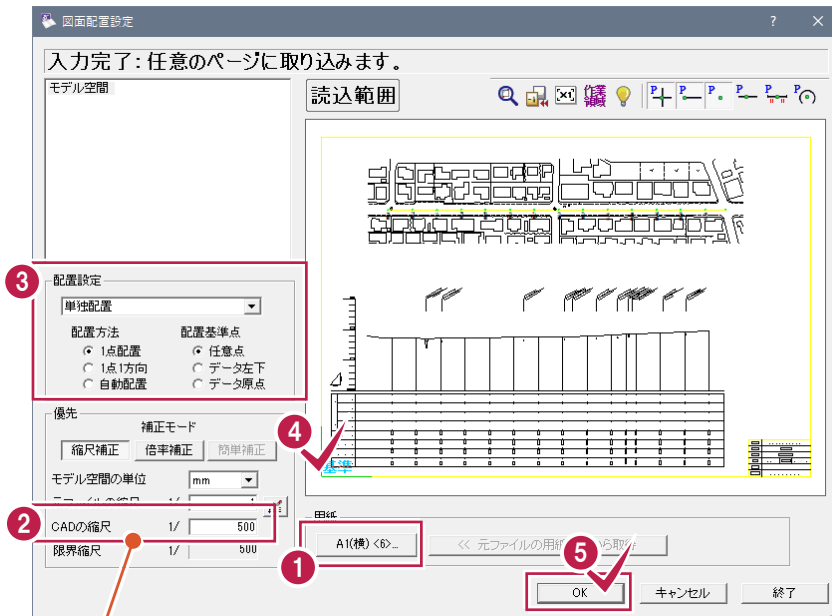 図面配置設定
? ×
入力完了:任意のページに取り込みます。
モデル空間
読込範囲
3
配置設定
単独配置
配置方法 配置基準点
1点配置 任意点
1点1方向 データ左下
自動配置 データ原点
優先
補正モード
縮尺補正 倍率補正 簡単補正
モデル空間の単位 mm
4
基準
2
CADの縮尺 1/ 500
限界縮尺 1/ 500
用紙
1
A1(横) <6>...
<< 元ファイルの用紙
5
OK キャンセル 終了